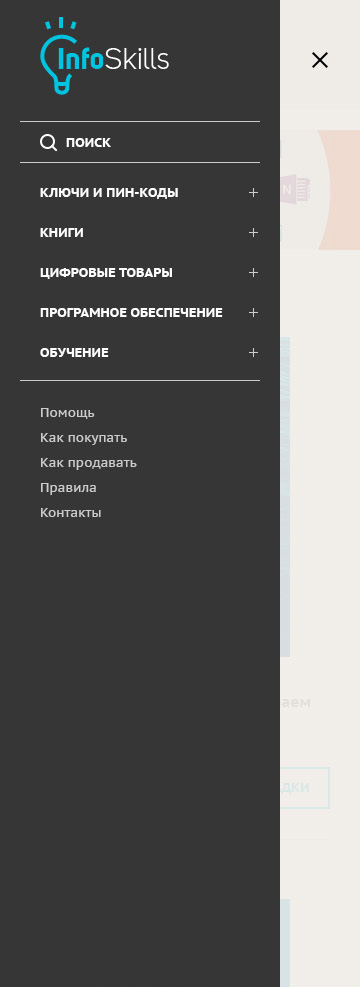 InfoSkills
ПОИСК
КЛЮЧИ И ПИН-КОДЫ
КНИГИ
ЦИФРОВЫЕ ТОВАРЫ
ПРОГРАМНОЕ ОБЕСПЕЧЕНИЕ
ОБУЧЕНИЕ
Помощь
Как покупать
Как продавать
Правила
Контакты
N